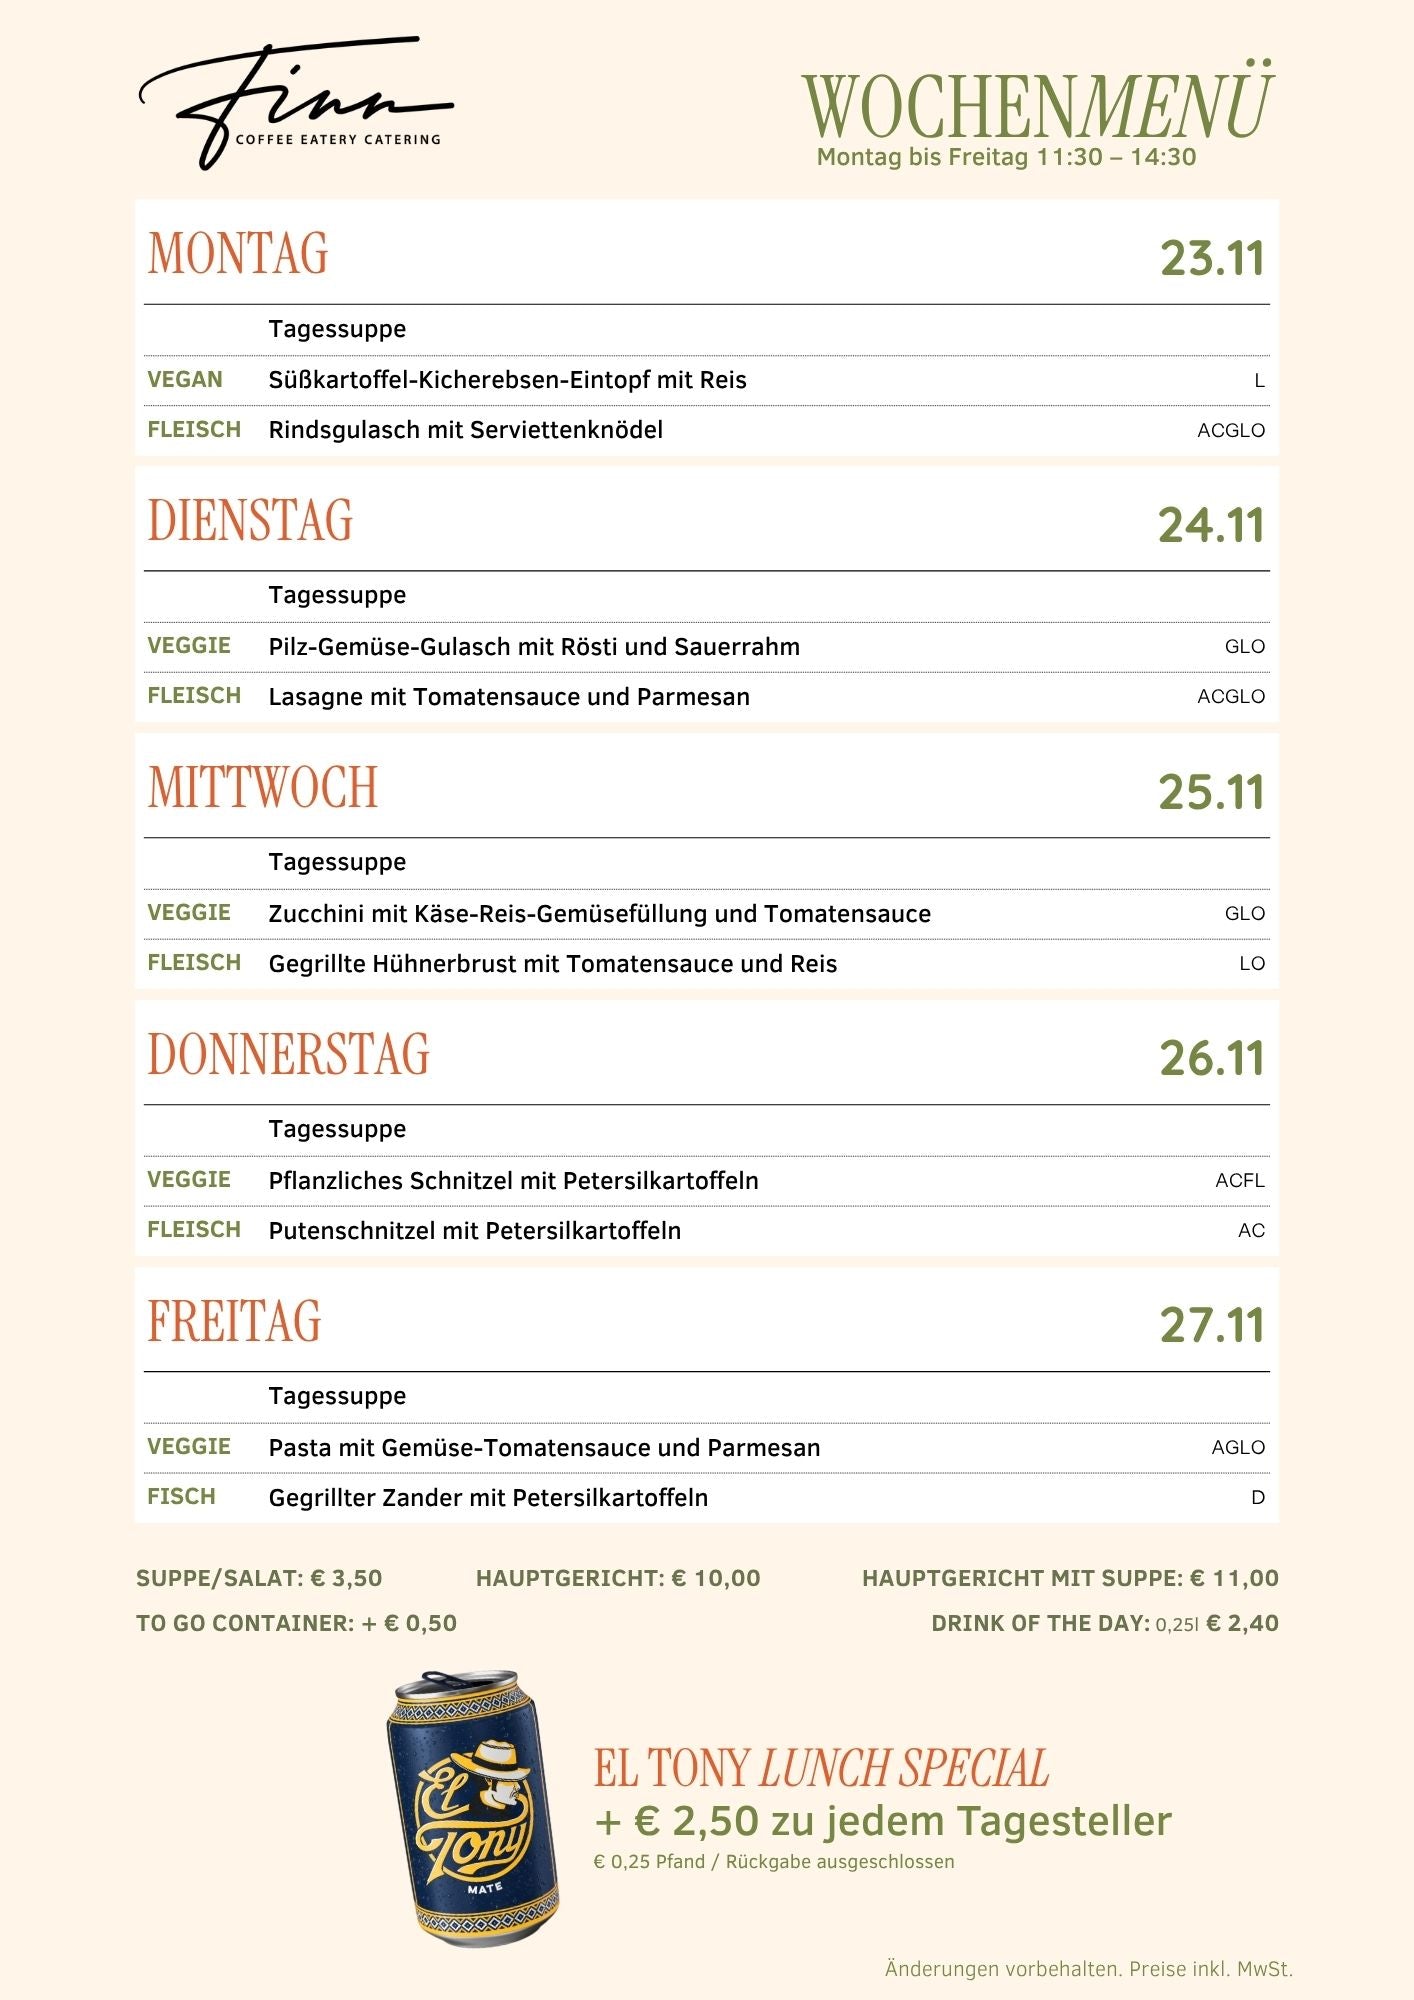 Finn
COFFEE EATERY CATERING
WOCHENMENÜ
Montag bis Freitag 11:30 – 14:30
MONTAG 23.11
Tagessuppe
VEGAN Süßkartoffel-Kicherebsen-Eintopf mit Reis L
FLEISCH Rindsgulasch mit Serviettenknödel ACGLO
DIENSTAG 24.11
Tagessuppe
VEGGIE Pilz-Gemüse-Gulasch mit Rösti und Sauerrahm GLO
FLEISCH Lasagne mit Tomatensauce und Parmesan ACGLO
MITTWOCH 25.11
Tagessuppe
VEGGIE Zucchini mit Käse-Reis-Gemüsefüllung und Tomatensauce GLO
FLEISCH Gegrillte Hühnerbrust mit Tomatensauce und Reis LO
DONNERSTAG 26.11
Tagessuppe
VEGGIE Pflanzliches Schnitzel mit Petersilkartoffeln ACFL
FLEISCH Putenschnitzel mit Petersilkartoffeln AC
FREITAG 27.11
Tagessuppe
VEGGIE Pasta mit Gemüse-Tomatensauce und Parmesan AGLO
FISCH Gegrillter Zander mit Petersilkartoffeln D
SUPPE/SALAT: € 3,50 HAUPTGERICHT: € 10,00 HAUPTGERICHT MIT SUPPE: € 11,00
TO GO CONTAINER: + € 0,50 DRINK OF THE DAY: 0,25l € 2,40
El
Tony
MATE
EL TONY LUNCH SPECIAL
+ € 2,50 zu jedem Tagesteller
€ 0,25 Pfand / Rückgabe ausgeschlossen
Änderungen vorbehalten. Preise inkl. MwSt.